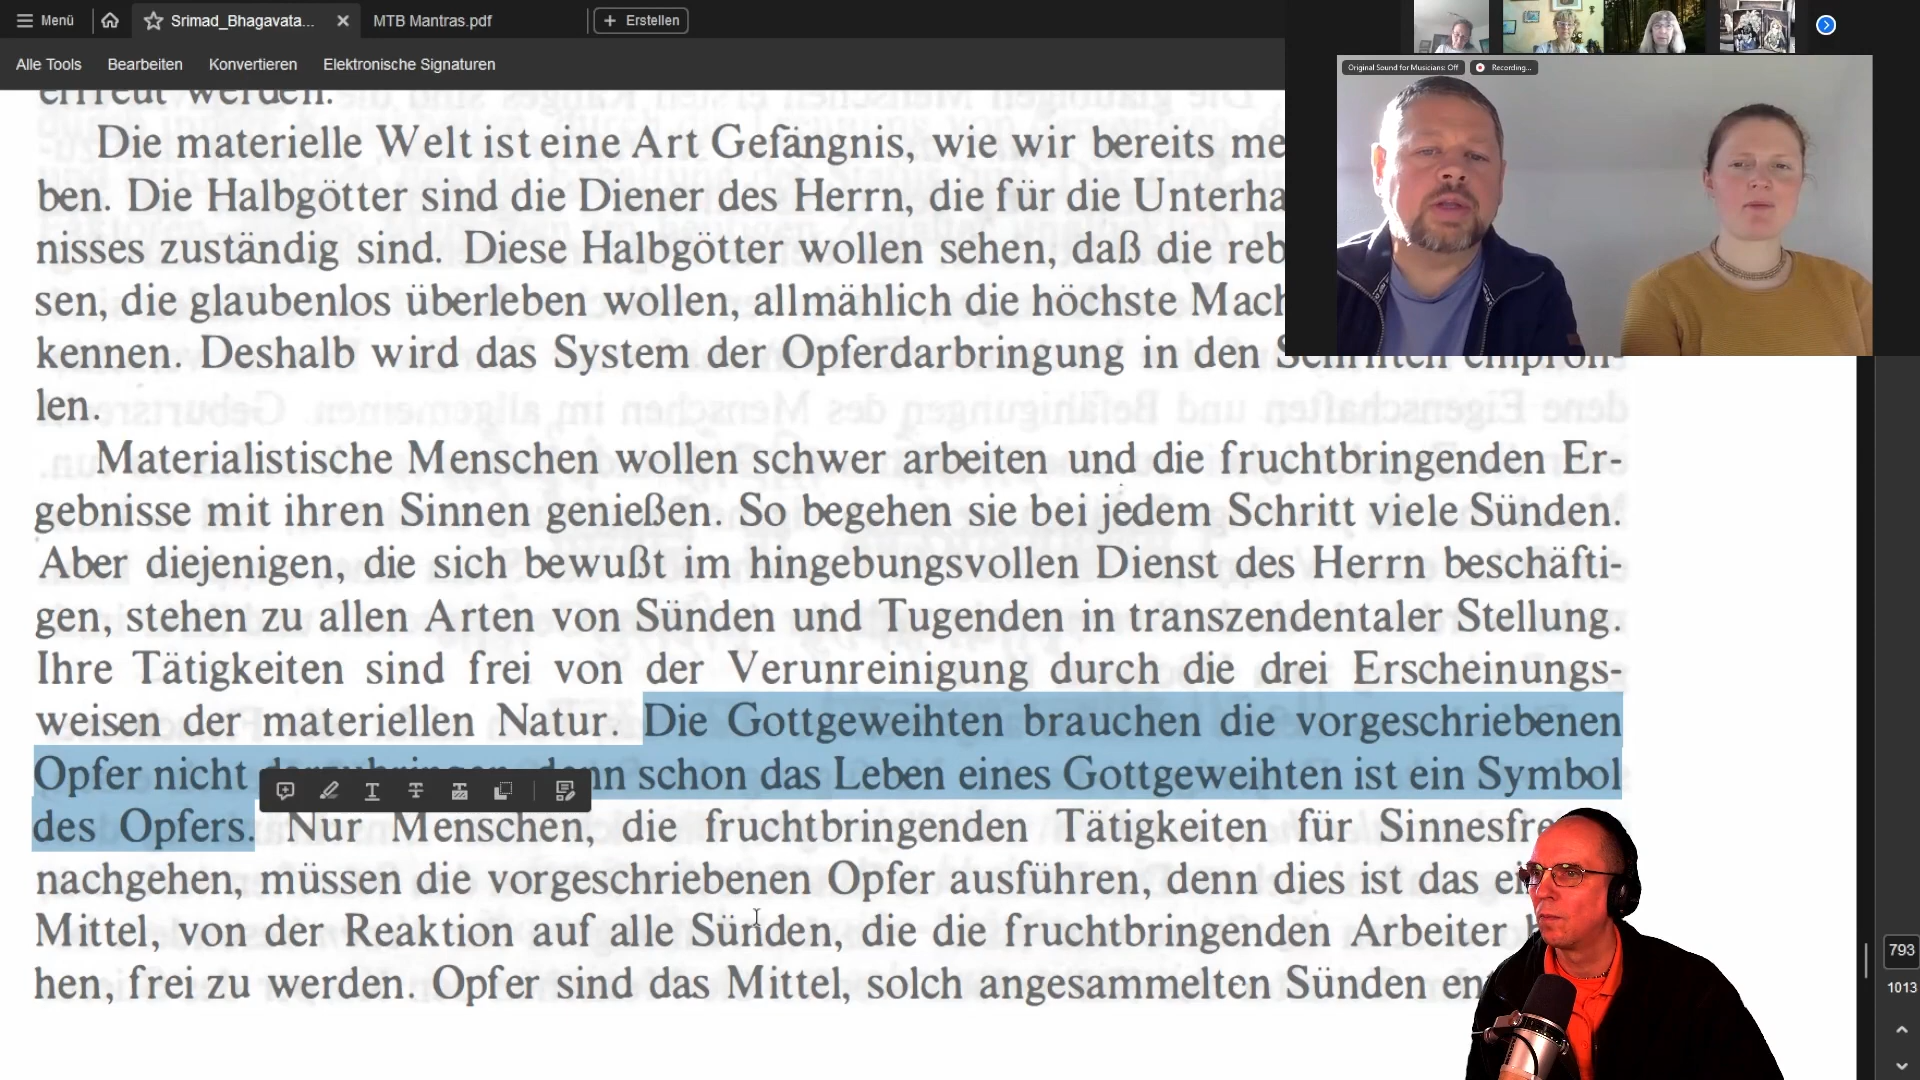 Menü
Srimad_Bhagavata...
MTB Mantras.pdf
Erstellen
Alle Tools
Bearbeiten
Konvertieren
Elektronische Signaturen
Original Sound for Musicians: Off
Recording...
erfreut werden.
Die materielle Welt ist eine Art Gefängnis, wie wir bereits me
ben. Die Halbgötter sind die Diener des Herrn, die für die Unterha
nisses zuständig sind. Diese Halbgötter wollen sehen, daß die reb
sen, die glaubenlos überleben wollen, allmählich die höchste Mach
kennen. Deshalb wird das System der Opferdarbringung in den Schriften empfoh-
len.
Materialistische Menschen wollen schwer arbeiten und die fruchtbringenden Er-
gebnisse mit ihren Sinnen genießen. So begehen sie bei jedem Schritt viele Sünden.
Aber diejenigen, die sich bewußt im hingebungsvollen Dienst des Herrn beschäfti-
gen, stehen zu allen Arten von Sünden und Tugenden in transzendentaler Stellung.
Ihre Tätigkeiten sind frei von der Verunreinigung durch die drei Erscheinungs-
weisen der materiellen Natur. Die Gottgeweihten brauchen die vorgeschriebenen
Opfer nicht darzubringen, denn schon das Leben eines Gottgeweihten ist ein Symbol
des Opfers. Nur Menschen, die fruchtbringenden Tätigkeiten für Sinnesfre
nachgehen, müssen die vorgeschriebenen Opfer ausführen, denn dies ist das ei
Mittel, von der Reaktion auf alle Sünden, die die fruchtbringenden Arbeiter b
hen, frei zu werden. Opfer sind das Mittel, solch angesammelten Sünden en
793
1013